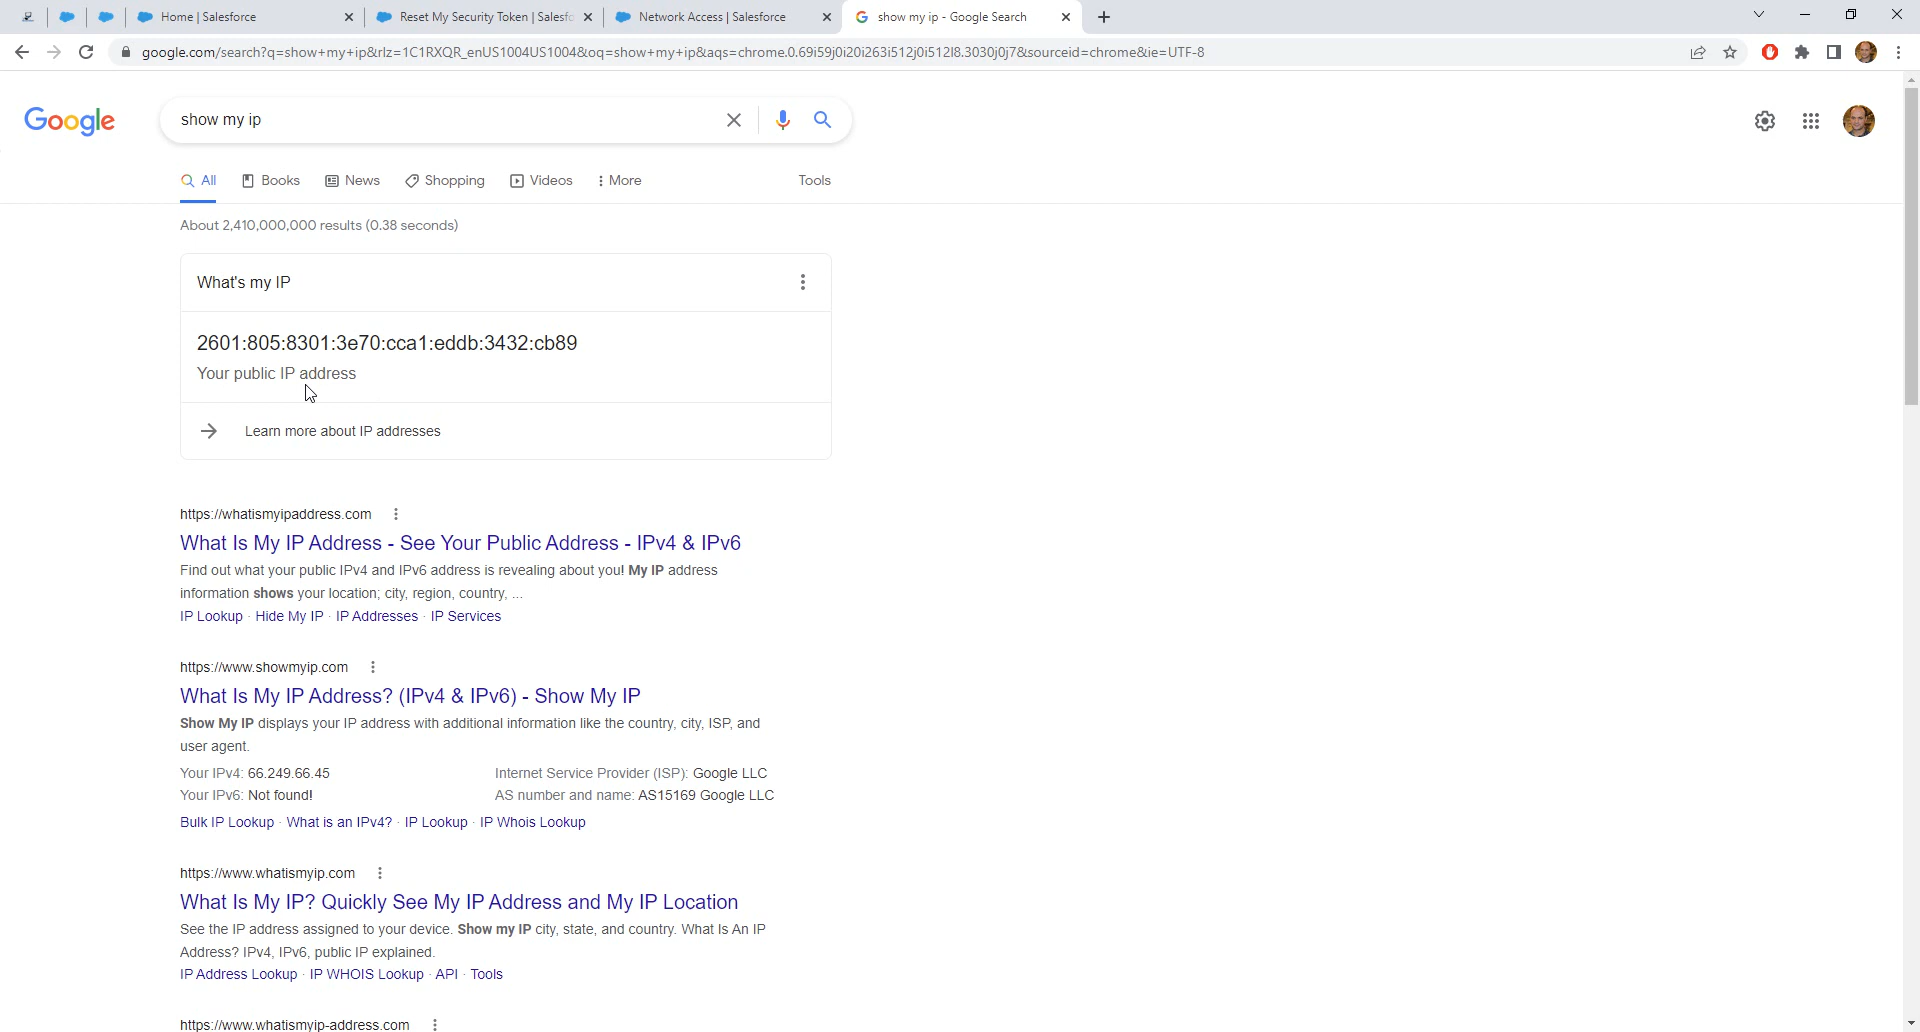 Home | Salesforce
Reset My Security Token | Salesfo
Network Access | Salesforce
show my ip - Google Search
google.com/search?q=show+my+ip&rlz=1C1RXQR_enUS1004US1004&oq=show+my+ip&aqs=chrome.0.69i59j0i20i263i512j0i512l8.3030j0j7&sourceid=chrome&ie=UTF-8
Google
show my ip
All
Books
News
Shopping
Videos
More
Tools
About 2,410,000,000 results (0.38 seconds)
What's my IP
2601:805:8301:3e70:cca1:eddb:3432:cb89
Your public IP address
Learn more about IP addresses
https://whatismyipaddress.com
What Is My IP Address - See Your Public Address - IPv4 & IPv6
Find out what your public IPv4 and IPv6 address is revealing about you! My IP address
information shows your location; city, region, country, ...
IP Lookup · Hide My IP · IP Addresses · IP Services
https://www.showmyip.com
What Is My IP Address? (IPv4 & IPv6) - Show My IP
Show My IP displays your IP address with additional information like the country, city, ISP, and
user agent.
Your IPv4: 66.249.66.45
Internet Service Provider (ISP): Google LLC
Your IPv6: Not found!
AS number and name: AS15169 Google LLC
Bulk IP Lookup · What is an IPv4? · IP Lookup · IP Whois Lookup
https://www.whatismyip.com
What Is My IP? Quickly See My IP Address and My IP Location
See the IP address assigned to your device. Show my IP city, state, and country. What Is An IP
Address? IPv4, IPv6, public IP explained.
IP Address Lookup · IP WHOIS Lookup · API · Tools
https://www.whatismyip-address.com